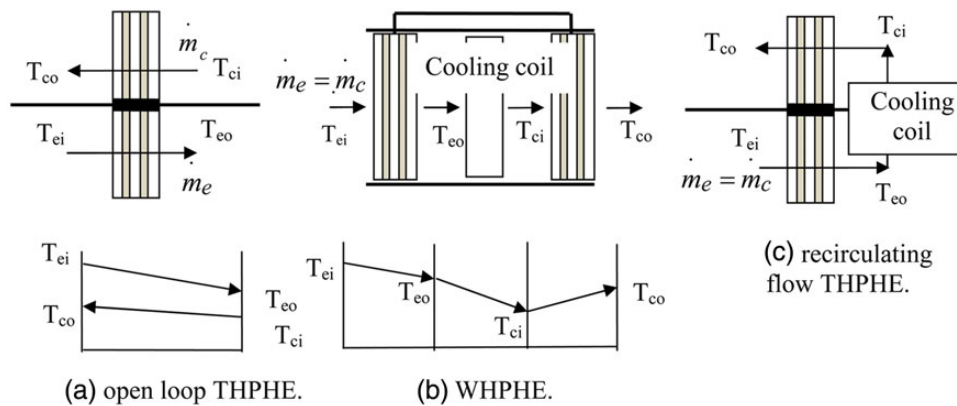 ṁc
Tco
Tci
Tei
Teo
ṁe
Tei
Tco
Teo
Tci
(a) open loop THPHE.
Cooling coil
ṁe = ṁc
Tei
Teo
Tci
Tco
Tei
Teo
Tci
Tco
(b) WHPHE.
Tci
Tco
Cooling
coil
Tei
ṁe = ṁc
Teo
(c) recirculating
flow THPHE.